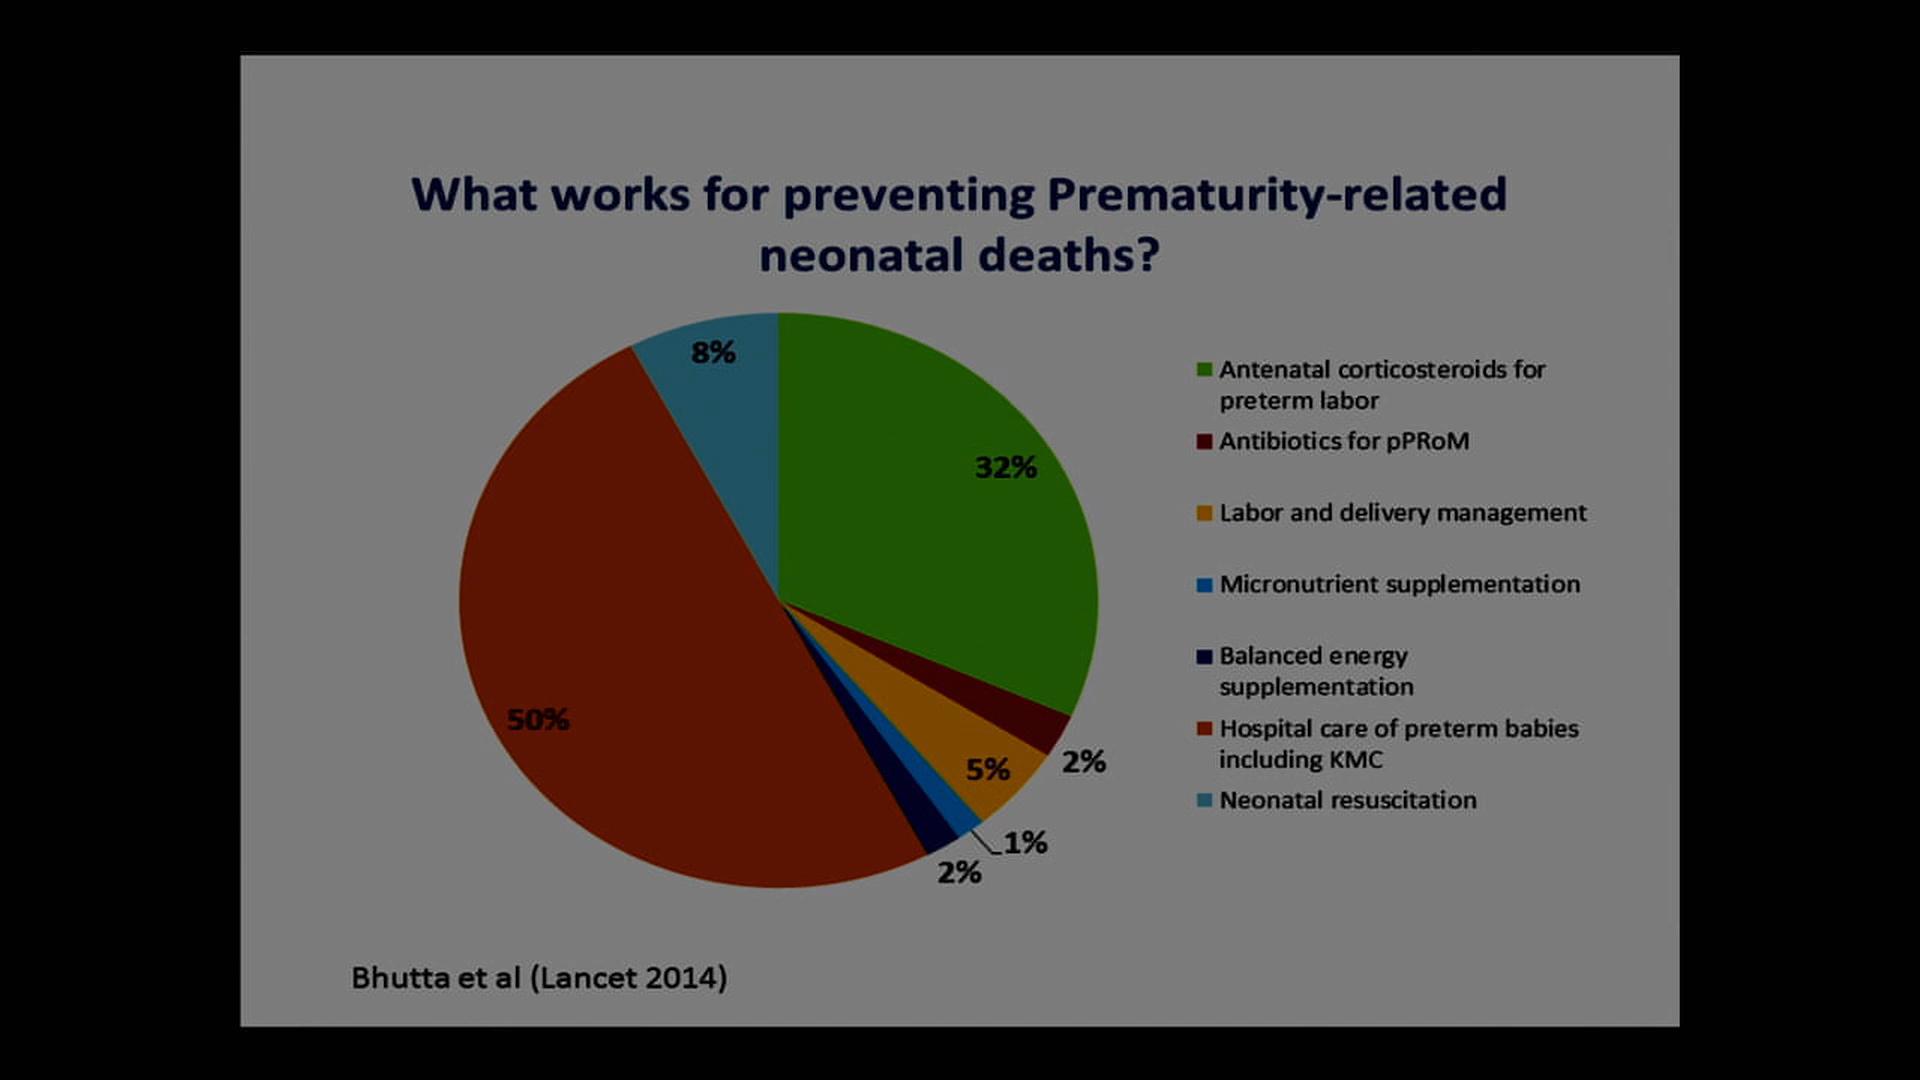 What works for preventing Prematurity-related
neonatal deaths?
8%
32%
50%
5%
2%
1%
2%
Antenatal corticosteroids for
preterm labor
Antibiotics for pPRoM
Labor and delivery management
Micronutrient supplementation
Balanced energy
supplementation
Hospital care of preterm babies
including KMC
Neonatal resuscitation
Bhutta et al (Lancet 2014)